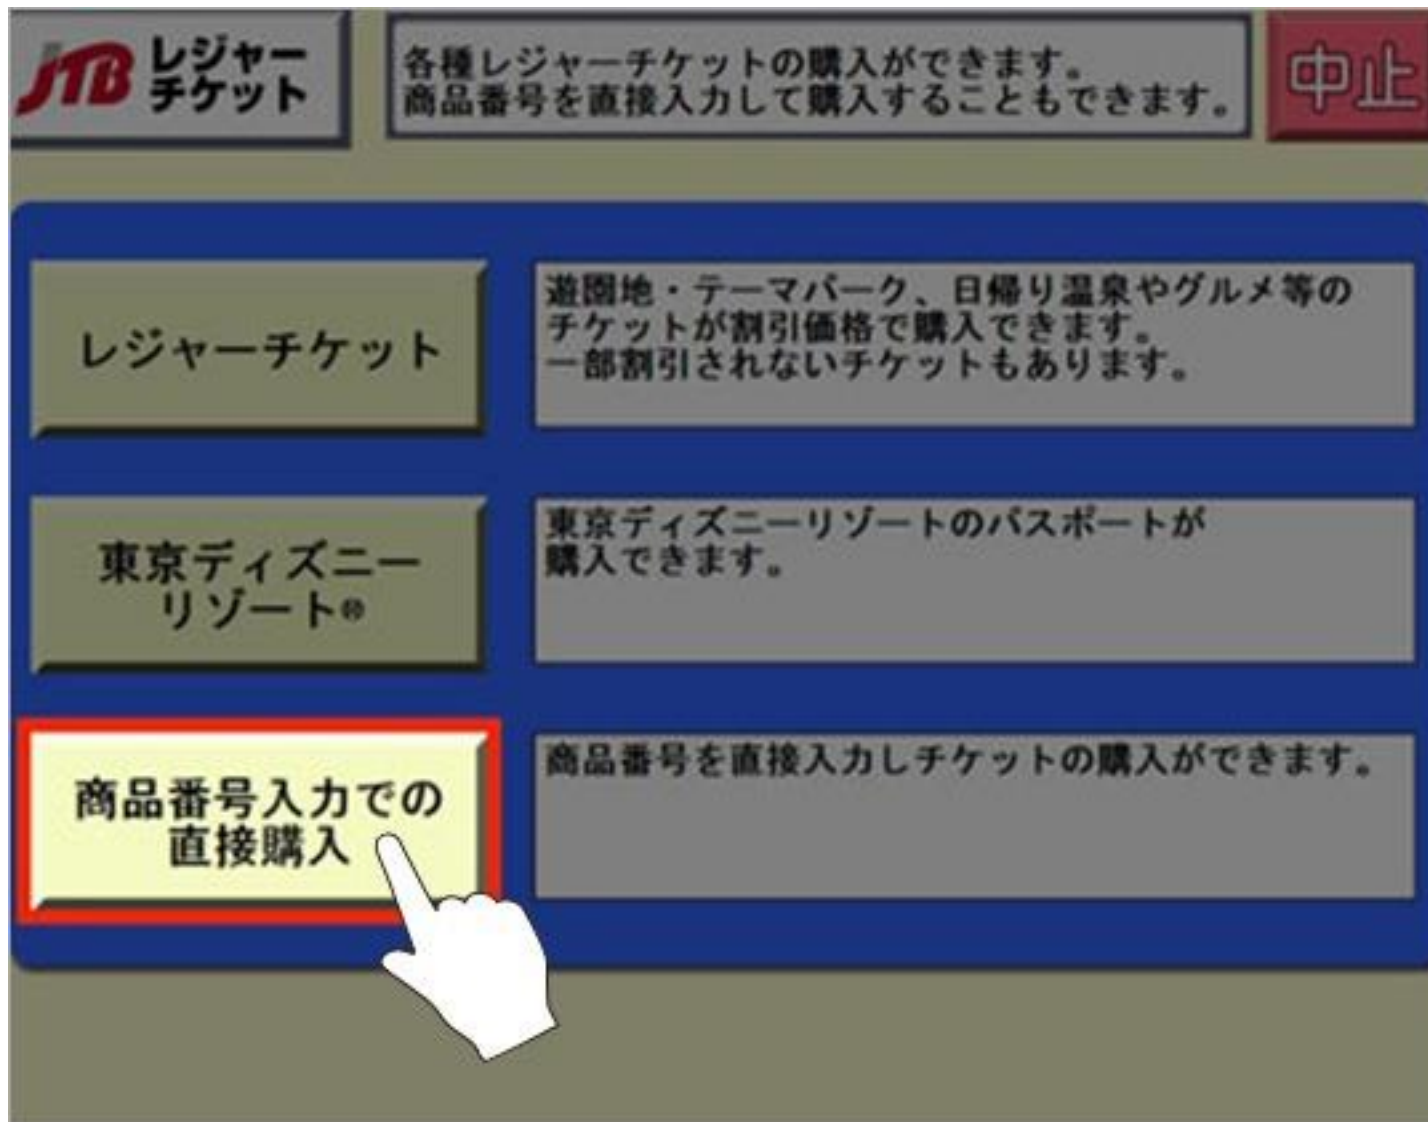 JTB
レジャー
チケット
各種レジャーチケットの購入ができます。
商品番号を直接入力して購入することもできます。
中止
レジャーチケット
遊園地・テーマパーク、日帰り温泉やグルメ等の
チケットが割引価格で購入できます。
一部割引されないチケットもあります。
東京ディズニー
リゾート®
東京ディズニーリゾートのパスポートが
購入できます。
商品番号入力での
直接購入
商品番号を直接入力しチケットの購入ができます。